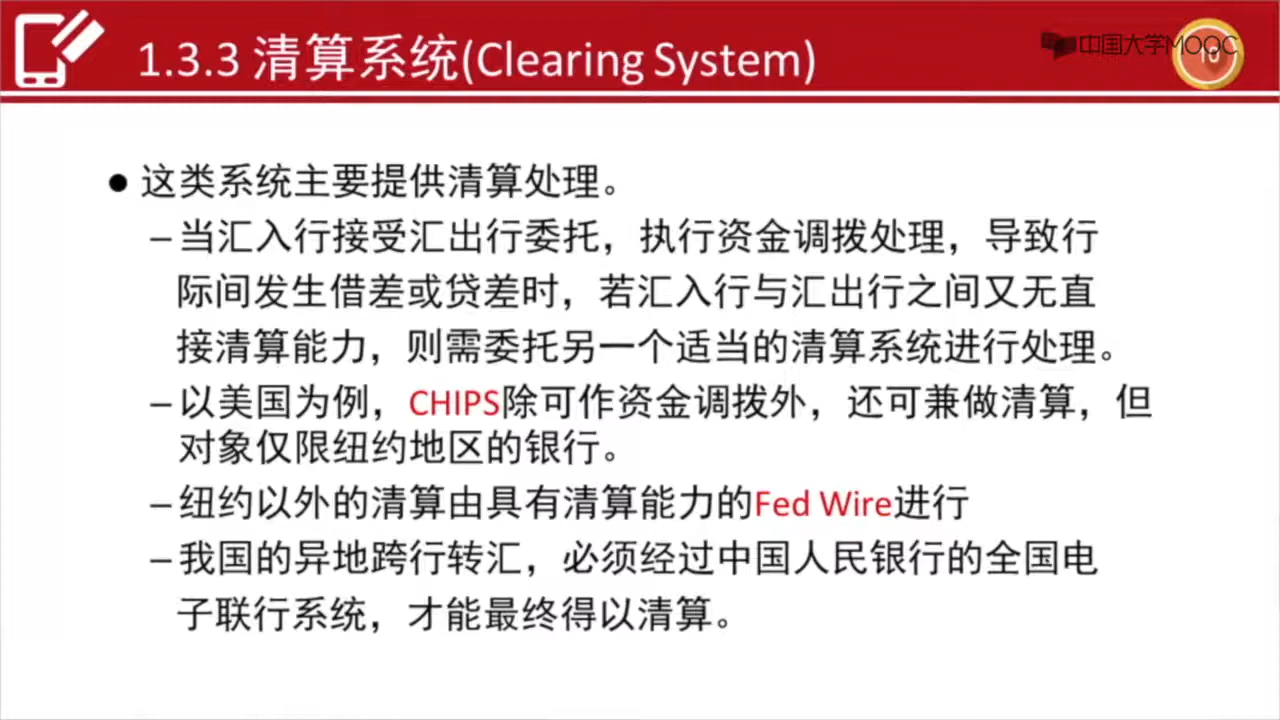 1.3.3 清算系统(Clearing System)
中国大学MOOC
10
● 这类系统主要提供清算处理。
–当汇入行接受汇出行委托，执行资金调拨处理，导致行
际间发生借差或贷差时，若汇入行与汇出行之间又无直
接清算能力，则需委托另一个适当的清算系统进行处理。
–以美国为例，CHIPS除可作资金调拨外，还可兼做清算，但
对象仅限纽约地区的银行。
–纽约以外的清算由具有清算能力的Fed Wire进行
–我国的异地跨行转汇，必须经过中国人民银行的全国电
子联行系统，才能最终得以清算。